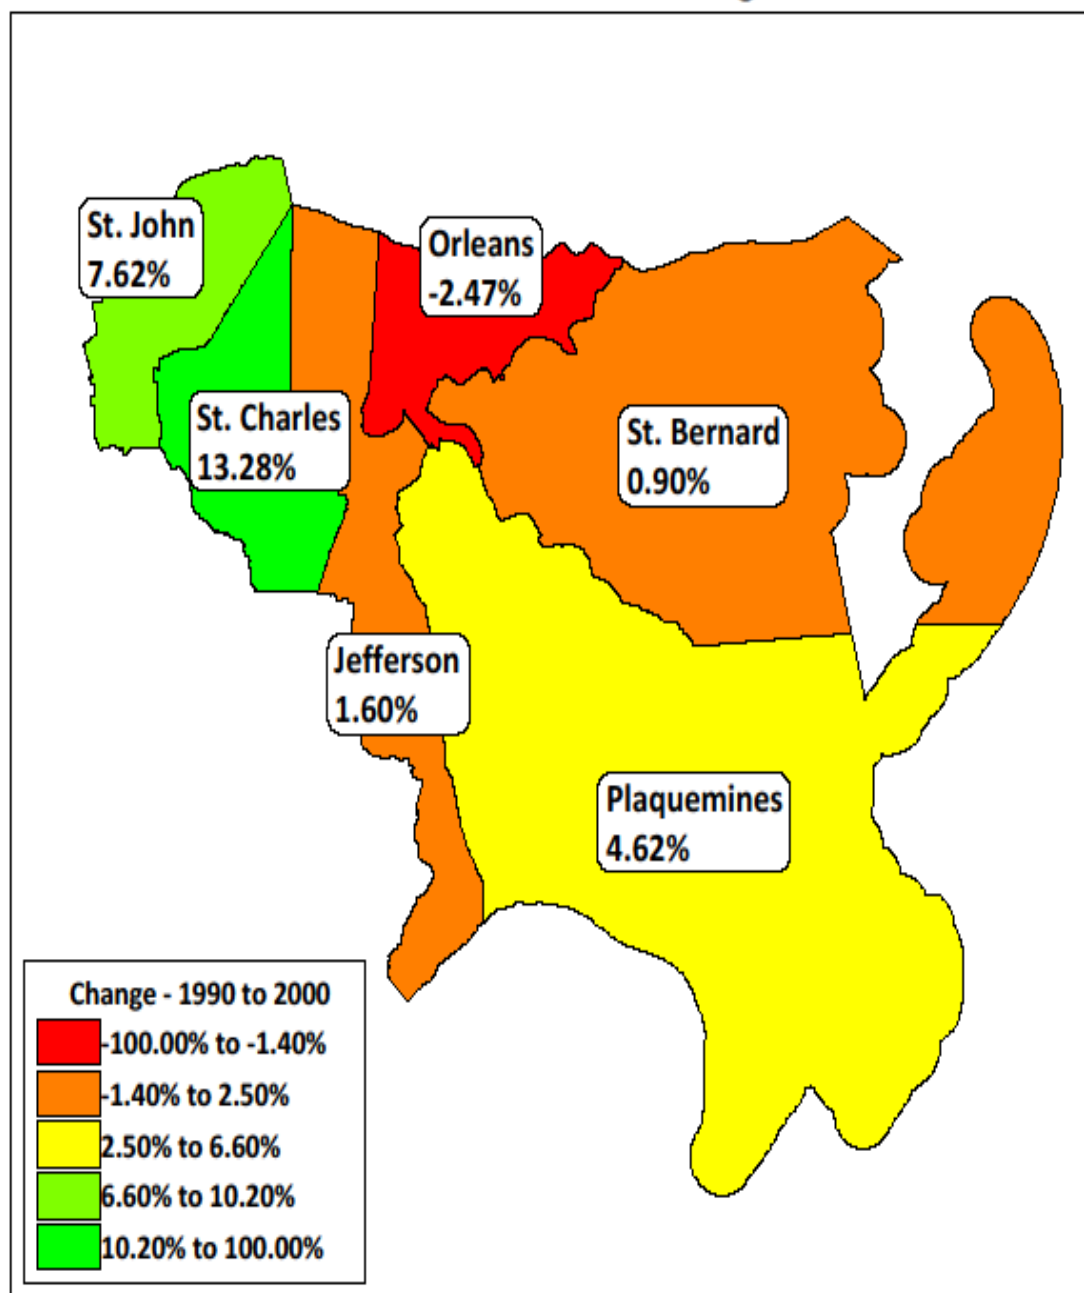 St. John
7.62%
Orleans
-2.47%
St. Charles
13.28%
St. Bernard
0.90%
Jefferson
1.60%
Plaquemines
4.62%
Change - 1990 to 2000
-100.00% to -1.40%
-1.40% to 2.50%
2.50% to 6.60%
6.60% to 10.20%
10.20% to 100.00%